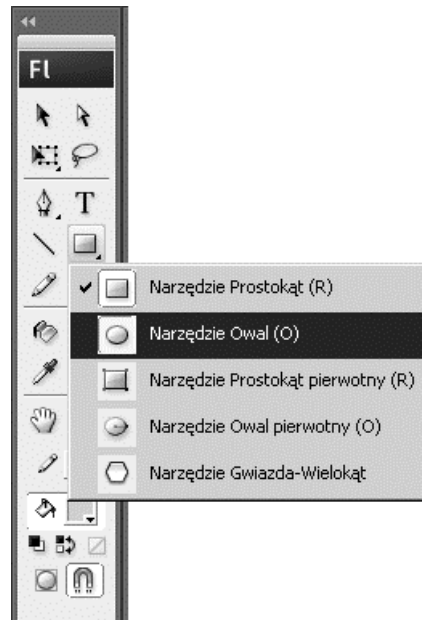 Fl
T
Narzędzie Prostokąt (R)
Narzędzie Owal (O)
Narzędzie Prostokąt pierwotny (R)
Narzędzie Owal pierwotny (O)
Narzędzie Gwiazda-Wielokąt